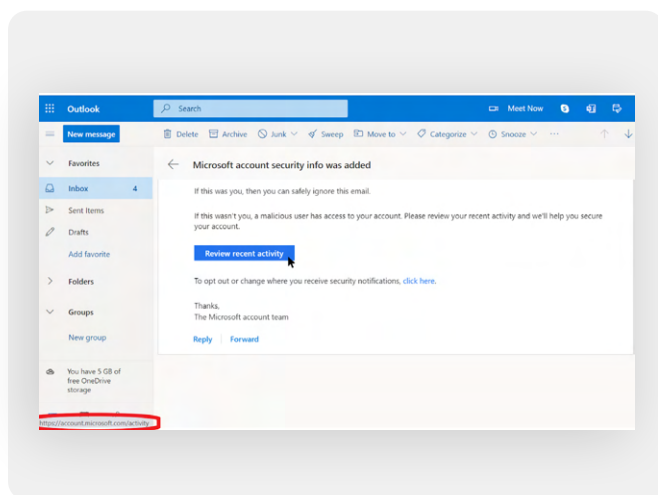 Outlook
Search
Meet Now
New message
Delete Archive Junk Sweep Move to Categorize Snooze ...
Favorites
Microsoft account security info was added
Inbox 4
If this was you, then you can safely ignore this email.
Sent Items
If this wasn't you, a malicious user has access to your account. Please review your recent activity and we'll help you secure
your account.
Drafts
Add favorite
Review recent activity
Folders
To opt out or change where you receive security notifications, click here.
Groups
Thanks,
The Microsoft account team
New group
Reply Forward
You have 5 GB of
free OneDrive
storage
https://account.microsoft.com/activity